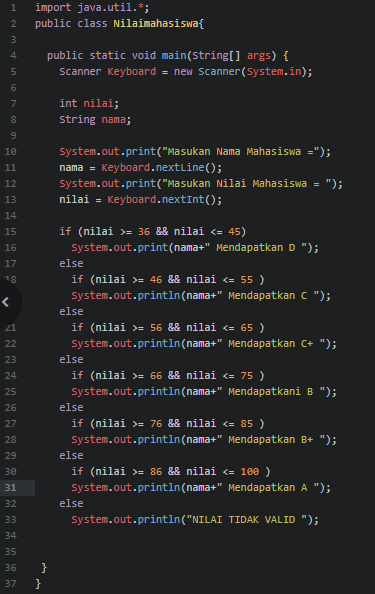 1 import java.util.*;
2 public class Nilaimahasiswa{
3
4 public static void main(String[] args) {
5 Scanner Keyboard = new Scanner(System.in);
6
7 int nilai;
8 String nama;
9
10 System.out.print("Masukan Nama Mahasiswa =");
11 nama = Keyboard.nextLine();
12 System.out.print("Masukan Nilai Mahasiswa = ");
13 nilai = Keyboard.nextInt();
14
15 if (nilai >= 36 && nilai <= 45)
16 System.out.print(nama+" Mendapatkan D ");
17 else
18 if (nilai >= 46 && nilai <= 55 )
System.out.println(nama+" Mendapatkan C ");
else
21 if (nilai >= 56 && nilai <= 65 )
22 System.out.println(nama+" Mendapatkan C+ ");
23 else
24 if (nilai >= 66 && nilai <= 75 )
25 System.out.println(nama+" Mendapatkani B ");
26 else
27 if (nilai >= 76 && nilai <= 85 )
28 System.out.println(nama+" Mendapatkan B+ ");
29 else
30 if (nilai >= 86 && nilai <= 100 )
31 System.out.println(nama+" Mendapatkan A ");
32 else
33 System.out.println("NILAI TIDAK VALID ");
34
35
36 }
37 }